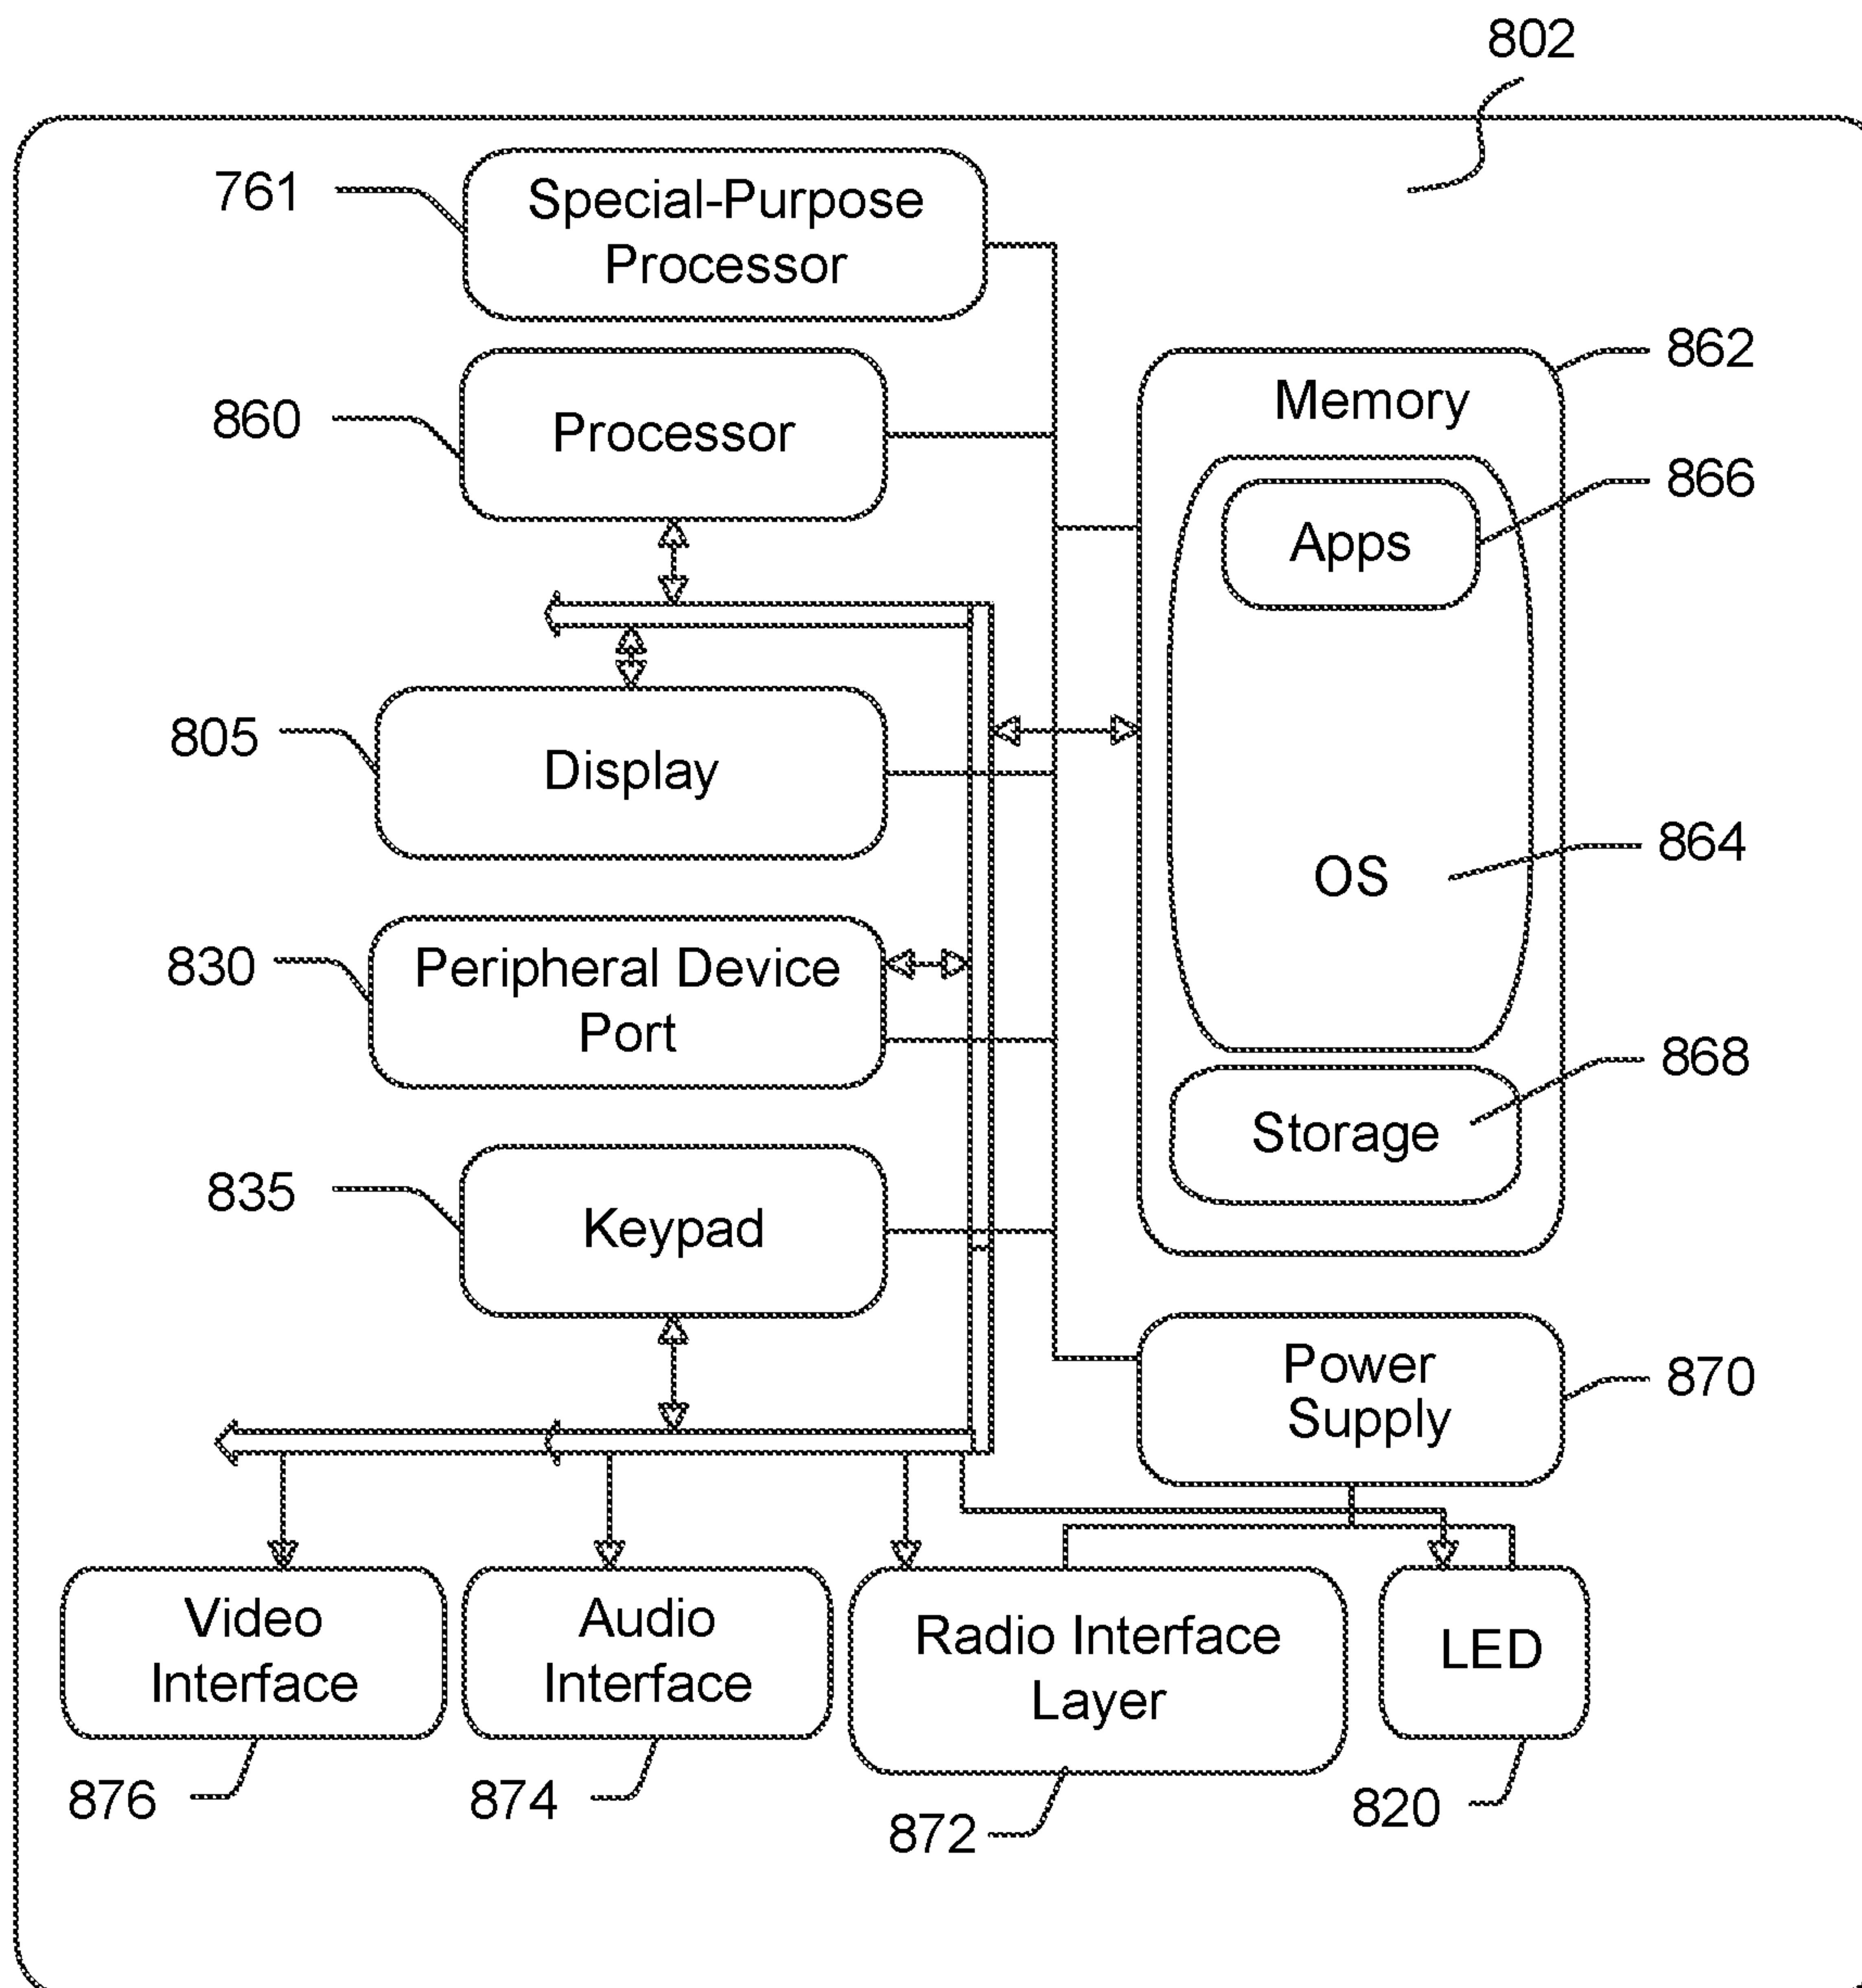 802
761
Special-Purpose
Processor
862
Memory
860
Processor
866
Apps
805
Display
864
OS
830
Peripheral Device
Port
868
Storage
835
Keypad
Power
Supply
870
Video
Interface
Audio
Interface
Radio Interface
Layer
LED
876
874
872
820